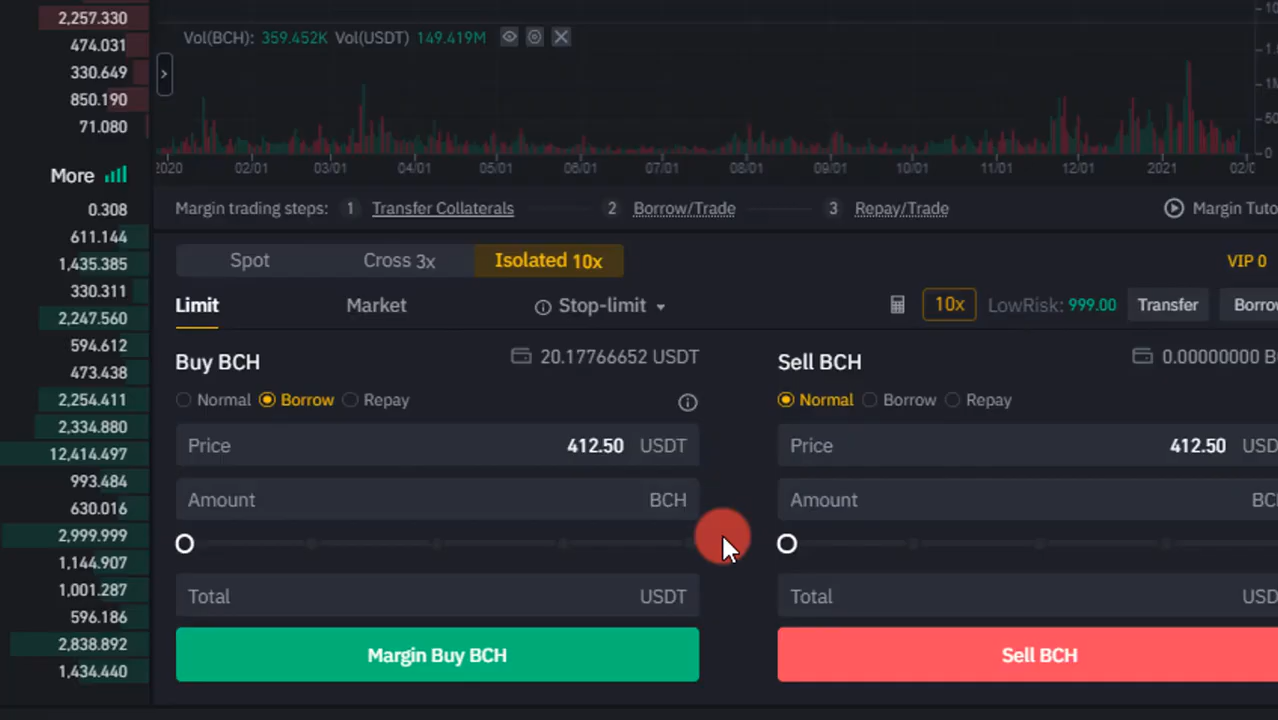 2,257.330
474.031
330.649
850.190
71.080
More
0.308
611.144
1,435.385
330.311
2,247.560
594.612
473.438
2,254.411
2,334.880
12,414.497
993.484
630.016
2,999.999
1,144.907
1,001.287
596.186
2,838.892
1,434.440
Vol(BCH): 359.452K Vol(USDT) 149.419M
2020 02/01 03/01 04/01 05/01 06/01 07/01 08/01 09/01 10/01 11/01 12/01 2021
Margin trading steps: 1 Transfer Collaterals 2 Borrow/Trade 3 Repay/Trade Margin Tuto
Spot Cross 3x Isolated 10x VIP 0
Limit Market Stop-limit 10x LowRisk: 999.00 Transfer Borro
Buy BCH 20.17766652 USDT
Normal Borrow Repay
Price 412.50 USDT
Amount BCH
Total USDT
Margin Buy BCH
Sell BCH 0.00000000 B
Normal Borrow Repay
Price 412.50 USD
Amount BC
Total USD
Sell BCH